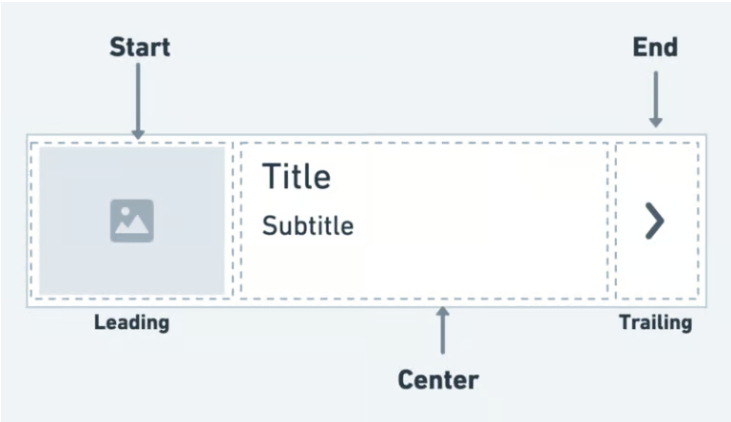 Start
End
Title
Subtitle
Leading
Trailing
Center